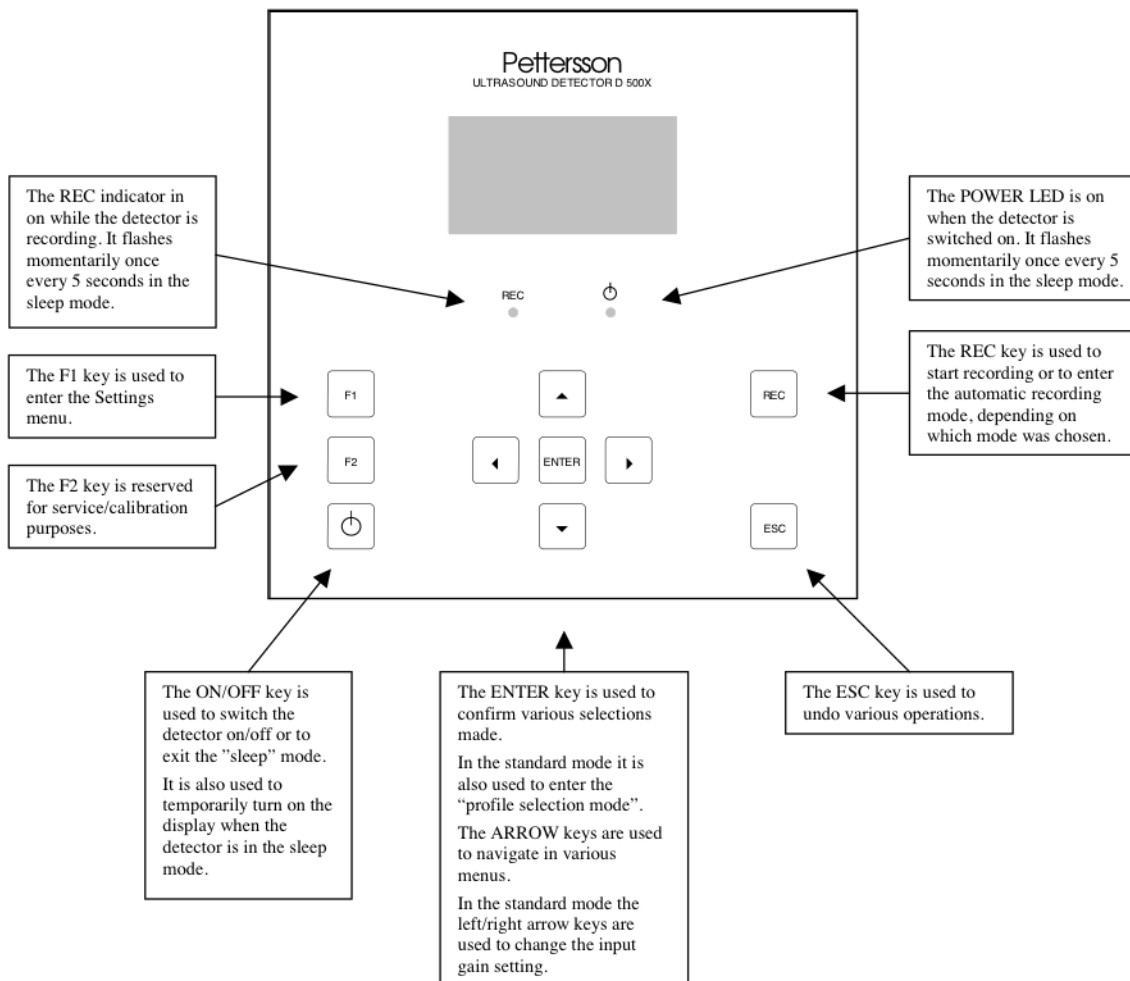 Pettersson
ULTRASOUND DETECTOR D 500X
The REC indicator in
on while the detector is
recording. It flashes
momentarily once
every 5 seconds in the
sleep mode.
The POWER LED is on
when the detector is
switched on. It flashes
momentarily once every 5
seconds in the sleep mode.
REC
The F1 key is used to
enter the Settings
menu.
The REC key is used to
start recording or to enter
the automatic recording
mode, depending on
which mode was chosen.
F1
REC
The F2 key is reserved
for service/calibration
purposes.
F2
ENTER
ESC
The ON/OFF key is
used to switch the
detector on/off or to
exit the ”sleep” mode.
It is also used to
temporarily turn on the
display when the
detector is in the sleep
mode.
The ENTER key is used to
confirm various selections
made.
In the standard mode it is
also used to enter the
“profile selection mode”.
The ARROW keys are used
to navigate in various
menus.
In the standard mode the
left/right arrow keys are
used to change the input
gain setting.
The ESC key is used to
undo various operations.